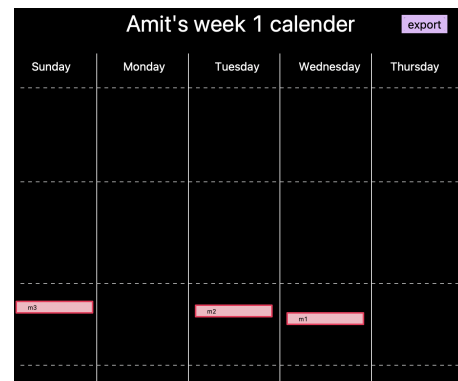 Amit's week 1 calender
export
Sunday Monday Tuesday Wednesday Thursday
m3
m2
m1